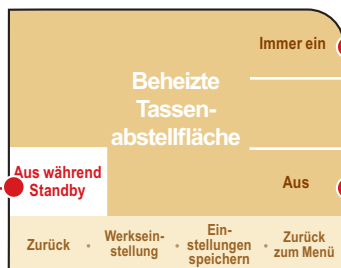 Immer ein
Beheizte
Tassen-
abstellfläche
Aus während
Standby
Aus
Zurück • Werksein-
stellung • Ein-
stellungen
speichern • Zurück
zum Menü